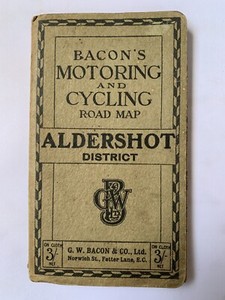 BACON'S
MOTORING
AND
CYCLING
ROAD MAP
ALDERSHOT
DISTRICT
ON CLOTH
3/-
NET
G. W. BACON & CO., Ltd.
Norwich St., Fetter Lane, E.C.
ON CLOTH
3/-
NET